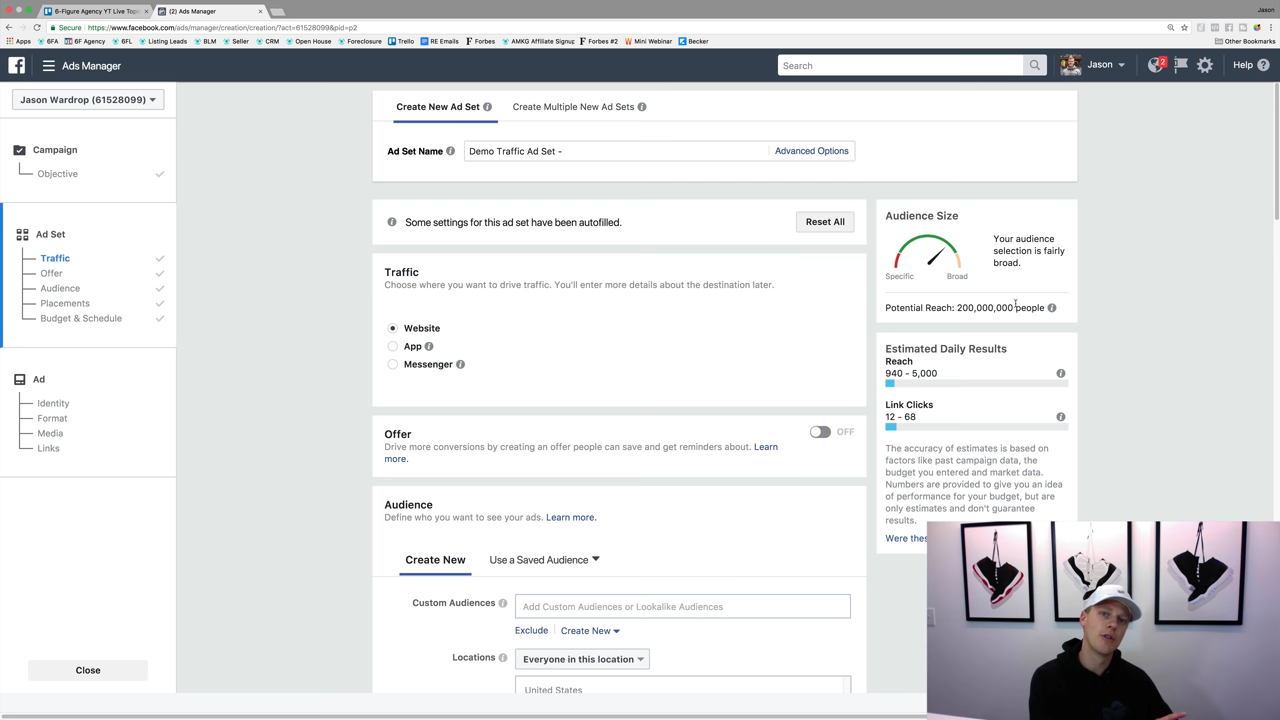 Jason
6-Figure Agency YT Live Topi
(2) Ads Manager
Secure
https://www.facebook.com/ads/manager/creation/creation/?act=61528099&pid=p2
Apps
6FA
6F Agency
6FL
Listing Leads
BLM
Seller
CRM
Open House
Foreclosure
Trello
RE Emails
Forbes
AMKG Affiliate Signup
Forbes #2
Mini Webinar
Becker
Other Bookmarks
Ads Manager
Search
Jason
2
Help
Jason Wardrop (61528099)
Campaign
Objective
Ad Set
Traffic
Offer
Audience
Placements
Budget & Schedule
Ad
Identity
Format
Media
Links
Close
Create New Ad Set
Create Multiple New Ad Sets
Ad Set Name
Demo Traffic Ad Set -
Advanced Options
Some settings for this ad set have been autofilled.
Reset All
Traffic
Choose where you want to drive traffic. You'll enter more details about the destination later.
Website
App
Messenger
Offer
OFF
Drive more conversions by creating an offer people can save and get reminders about. Learn
more.
Audience
Define who you want to see your ads. Learn more.
Create New
Use a Saved Audience
Custom Audiences
Add Custom Audiences or Lookalike Audiences
Exclude
Create New
Locations
Everyone in this location
United States
Audience Size
Your audience
selection is fairly
broad.
Specific
Broad
Potential Reach: 200,000,000 people
Estimated Daily Results
Reach
940 - 5,000
Link Clicks
12 - 68
The accuracy of estimates is based on
factors like past campaign data, the
budget you entered and market data.
Numbers are provided to give you an idea
of performance for your budget, but are
only estimates and don't guarantee
results.
Were thes